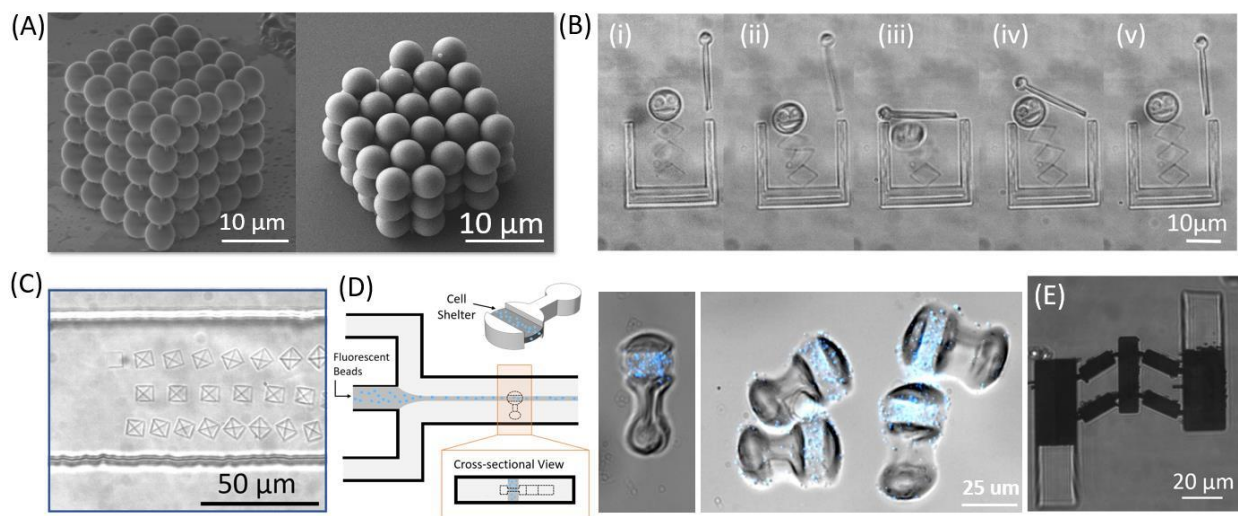 (A)
10 µm
10 µm
(B)
(i)
(ii)
(iii)
(iv)
(v)
10µm
(C)
50 µm
(D)
Cell
Shelter
Fluorescent
Beads
Cross-sectional View
25 um
(E)
20 µm